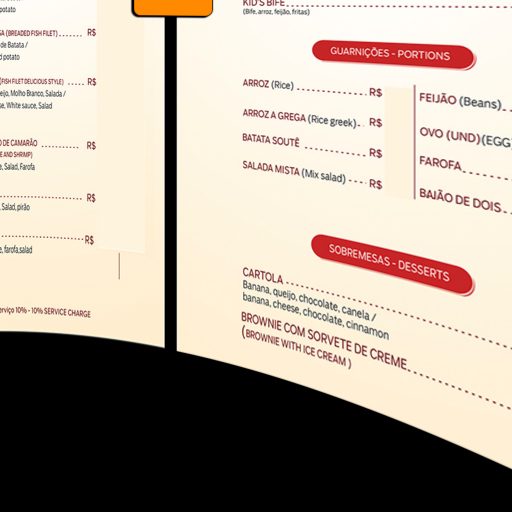 potato
SA (BREADED FISH FILET) R$
de Batata /
d potato
(FISH FILET DELICIOUS STYLE) R$
Molho Branco, Salada /
White sauce, Salad
DE CAMARÃO R$
AND SHRIMP)
Salad, Farofa
R$
Salad, pirão
R$
farofa, salad
10% - 10% SERVICE CHARGE
KID'S BIFE
(Bife, arroz, feijão, fritas)
GUARNIÇÕES - PORTIONS
ARROZ (Rice) R$
ARROZ A GREGA (Rice greek) R$
BATATA SOUTÊ R$
SALADA MISTA (Mix salad) R$
FEIJÃO (Beans)
OVO (UND)(EGG
FAROFA
BAIÃO DE DOIS
SOBREMESAS - DESSERTS
CARTOLA
Banana, queijo, chocolate, canela /
banana, cheese, chocolate, cinnamon
BROWNIE COM SORVETE DE CREME
(BROWNIE WITH ICE CREAM )